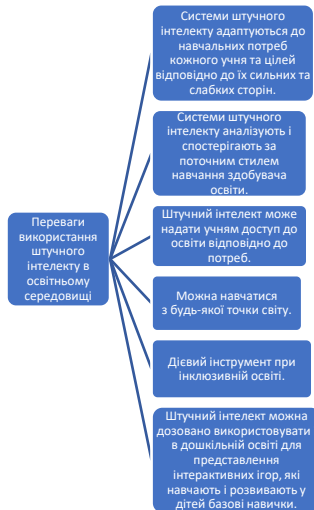 Системи штучного
інтелекту адаптуються до
навчальних потреб
кожного учня та цілей
відповідно до їх сильних та
слабких сторін.
Системи штучного
інтелекту аналізують і
спостерігають за
поточним стилем
навчання здобувача
освіти.
Переваги
використання
штучного
інтелекту в
освітньому
середовищі
Штучний інтелект може
надати учням доступ до
освіти відповідно до
потреб.
Можна навчатися
з будь-якої точки світу.
Дієвий інструмент при
інклюзивній освіті.
Штучний інтелект можна
дозовано використовувати
в дошкільній освіті для
представлення
інтерактивних ігор, які
навчають і розвивають у
дітей базові навички.